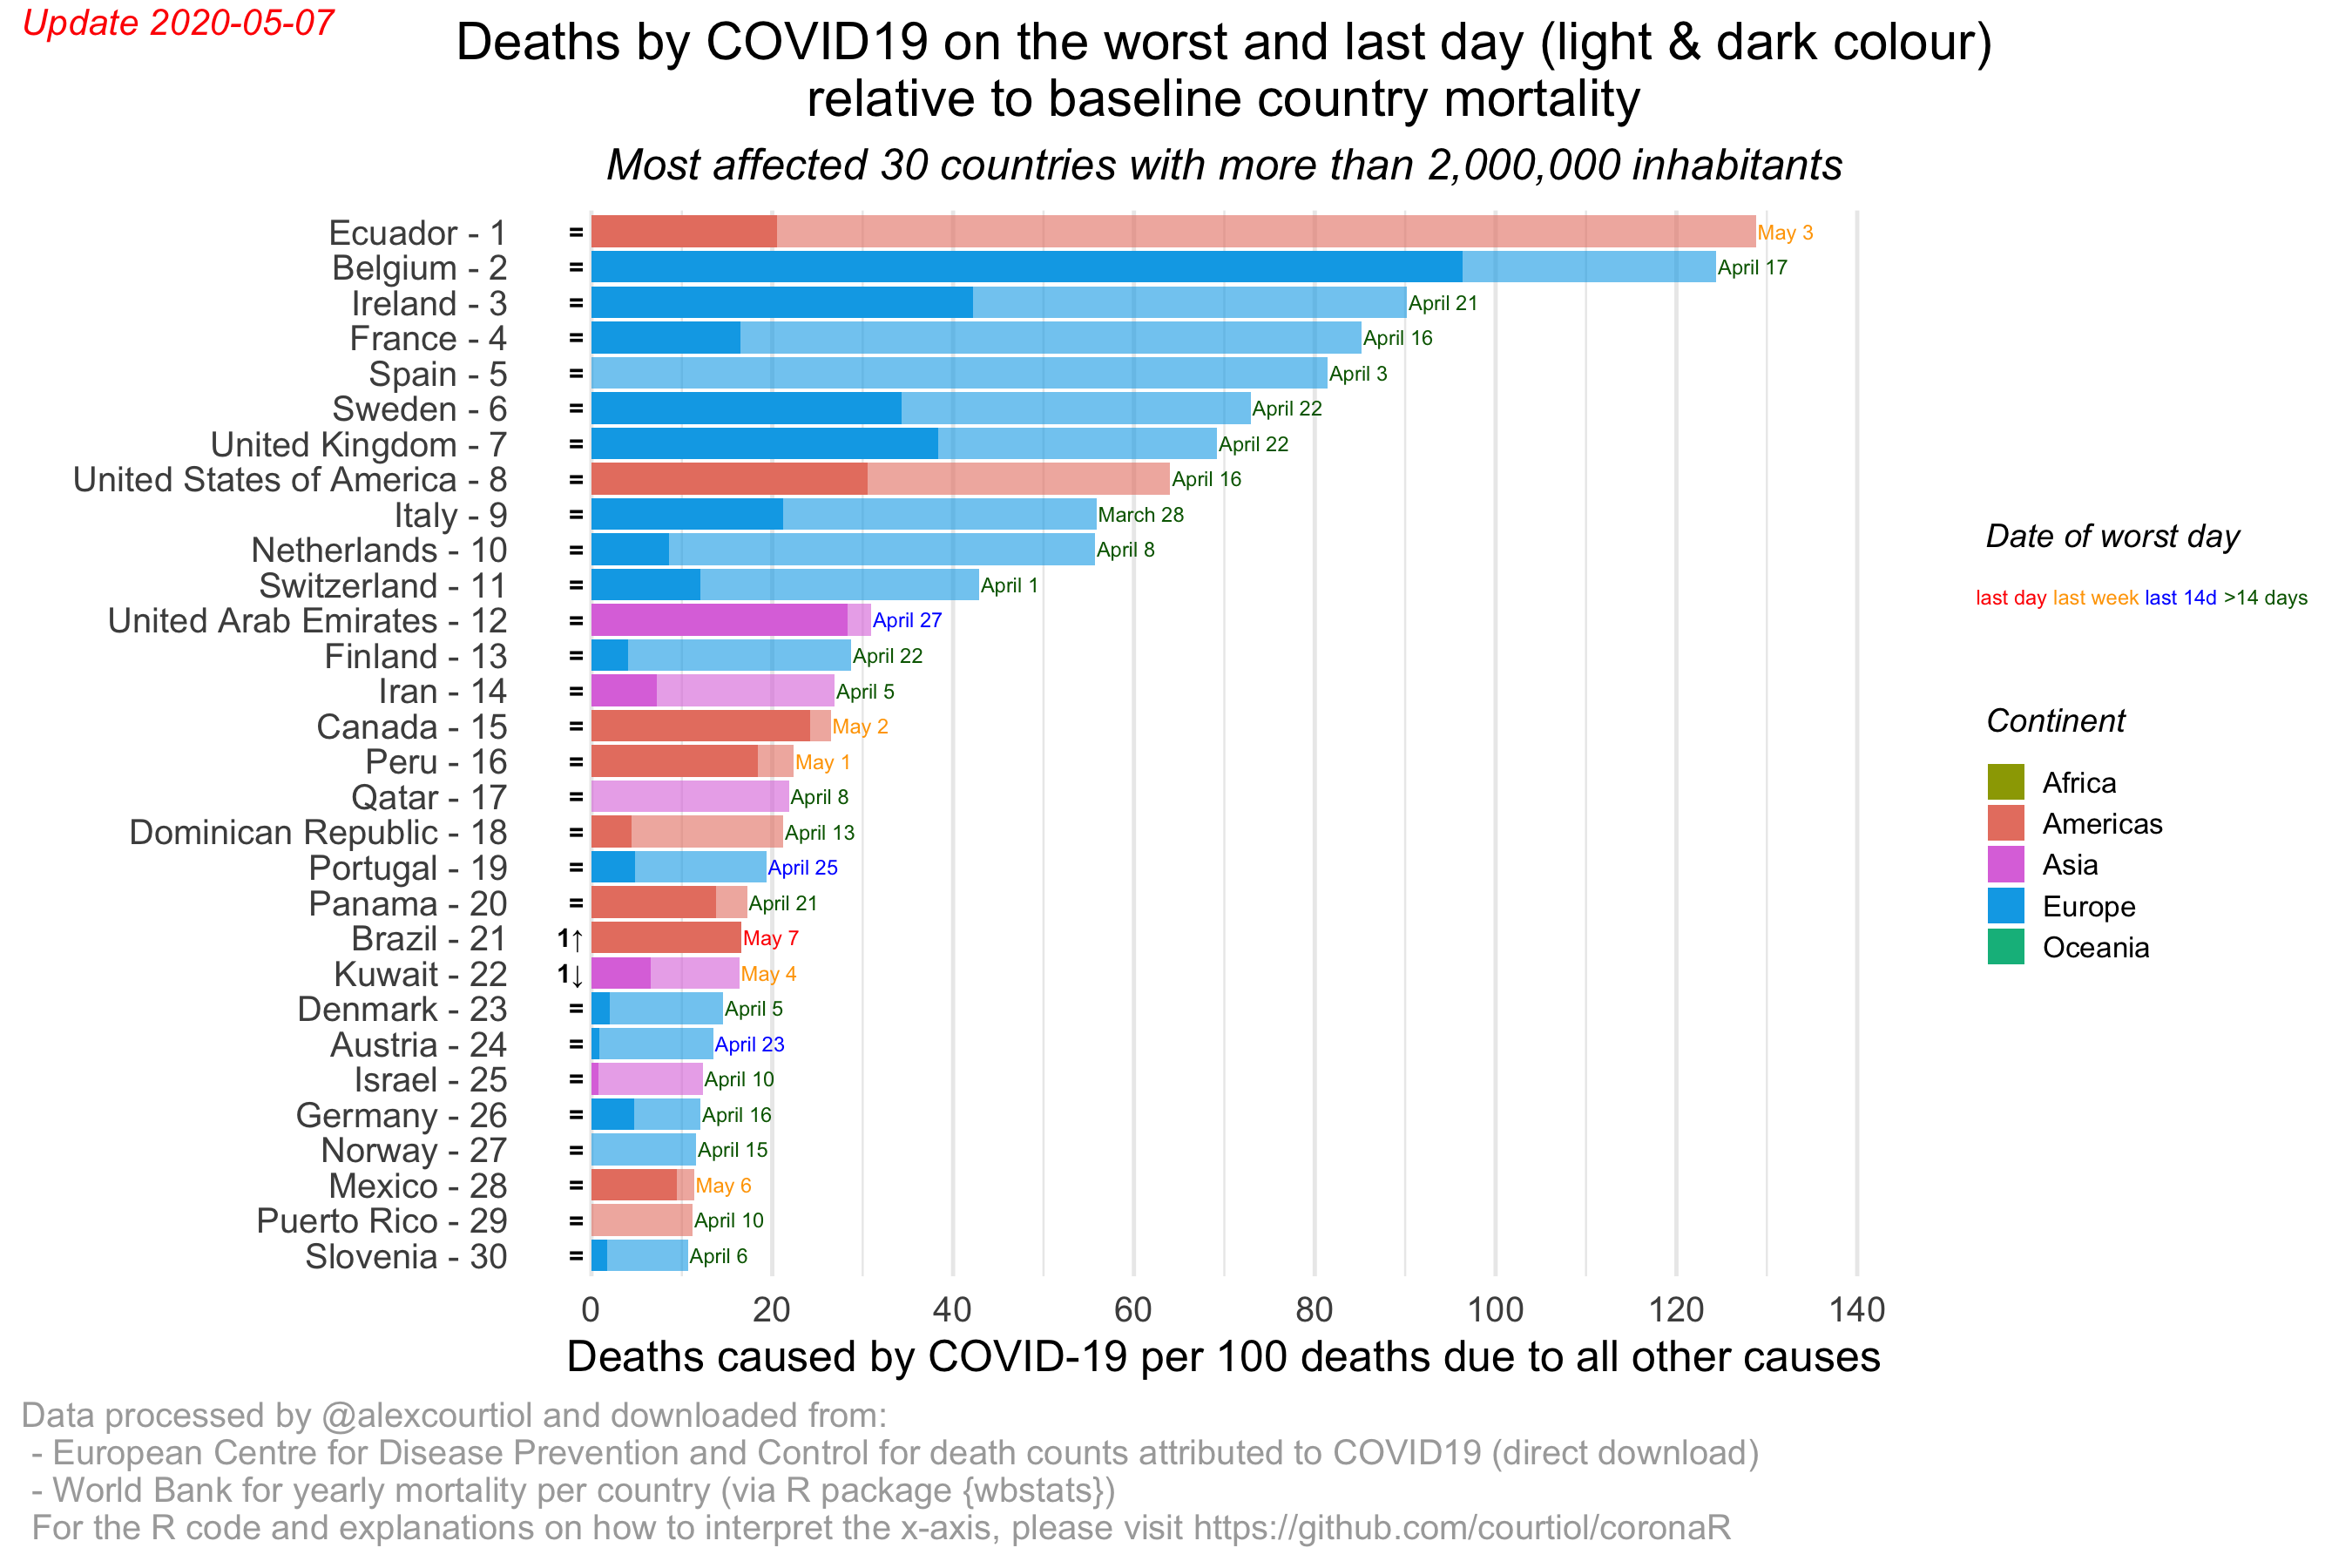 Update 2020-05-07
Deaths by COVID19 on the worst and last day (light & dark colour)
relative to baseline country mortality
Most affected 30 countries with more than 2,000,000 inhabitants
Ecuador - 1 = May 3
Belgium - 2 = April 17
Ireland - 3 = April 21
France - 4 = April 16
Spain - 5 = April 3
Sweden - 6 = April 22
United Kingdom - 7 = April 22
United States of America - 8 = April 16
Italy - 9 = March 28
Netherlands - 10 = April 8
Switzerland - 11 = April 1
United Arab Emirates - 12 = April 27
Finland - 13 = April 22
Iran - 14 = April 5
Canada - 15 = May 2
Peru - 16 = May 1
Qatar - 17 = April 8
Dominican Republic - 18 = April 13
Portugal - 19 = April 25
Panama - 20 = April 21
Brazil - 21 1↑ May 7
Kuwait - 22 1↓ May 4
Denmark - 23 = April 5
Austria - 24 = April 23
Israel - 25 = April 10
Germany - 26 = April 16
Norway - 27 = April 15
Mexico - 28 = May 6
Puerto Rico - 29 = April 10
Slovenia - 30 = April 6
0 20 40 60 80 100 120 140
Deaths caused by COVID-19 per 100 deaths due to all other causes
Date of worst day
last day last week last 14d >14 days
Continent
Africa
Americas
Asia
Europe
Oceania
Data processed by @alexcourtiol and downloaded from:
- European Centre for Disease Prevention and Control for death counts attributed to COVID19 (direct download)
- World Bank for yearly mortality per country (via R package {wbstats})
For the R code and explanations on how to interpret the x-axis, please visit https://github.com/courtiol/coronaR